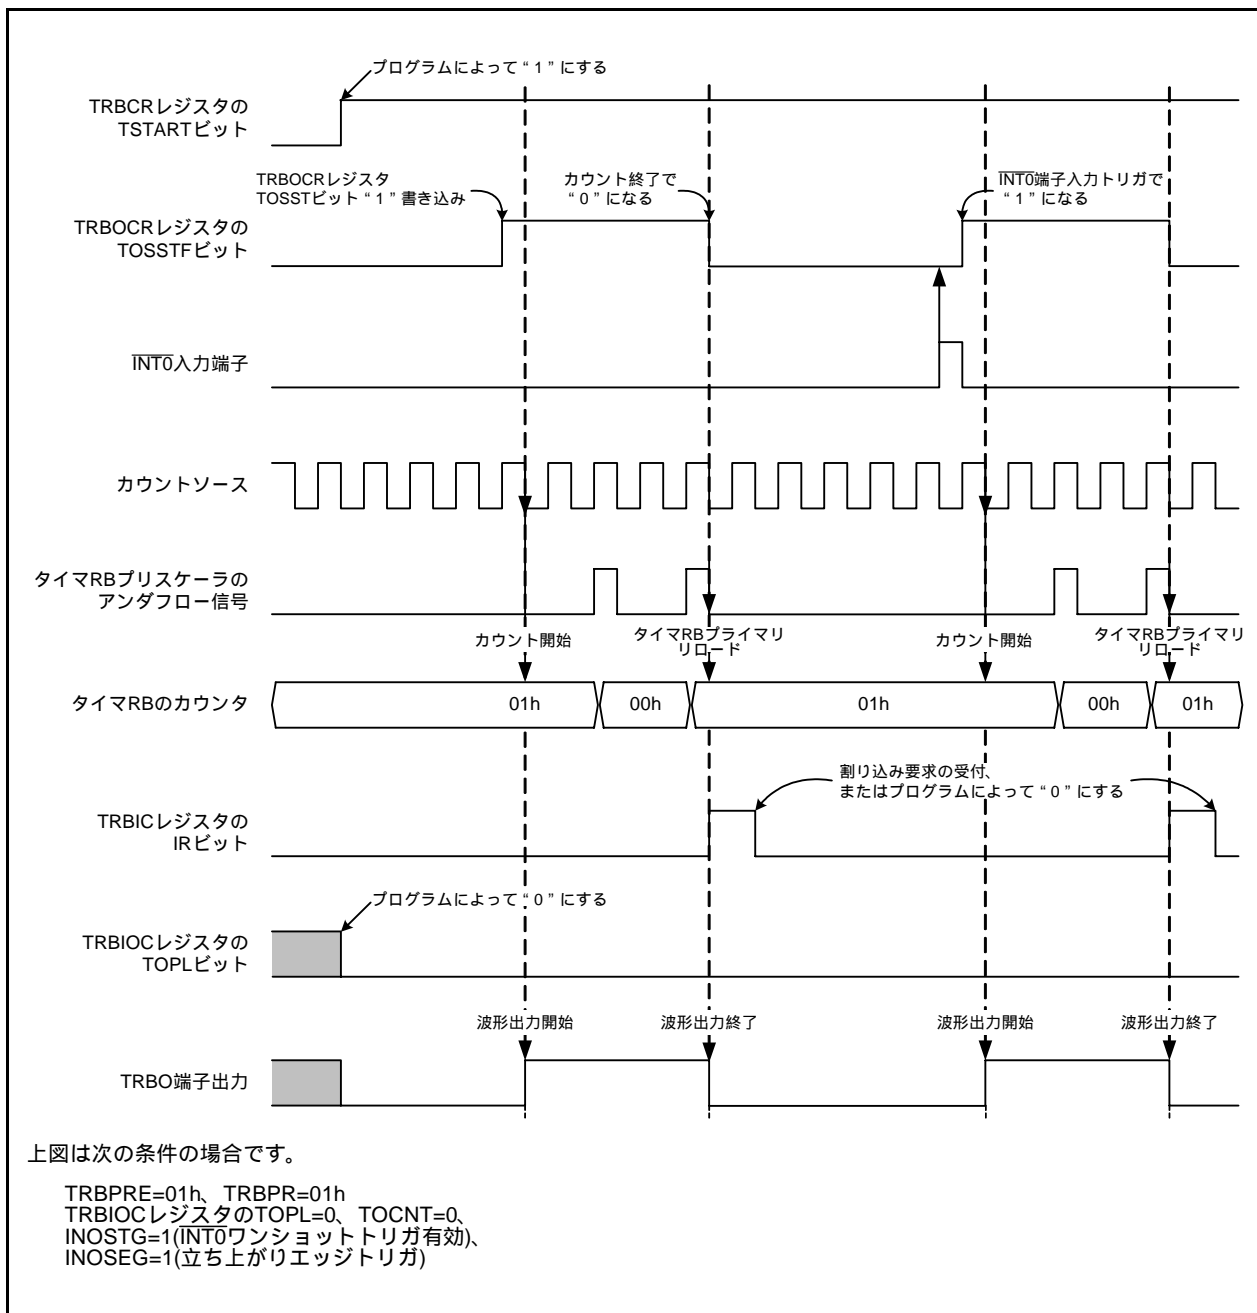 プログラムによって“1”にする
TRBCRレジスタの
TSTARTビット
TRBOCRレジスタ
TOSSTビット“1”書き込み
カウント終了で
“0”になる
INT0端子入力トリガで
“1”になる
TRBOCRレジスタの
TOSSTFビット
INT0入力端子
カウントソース
タイマRBプリスケーラの
アンダフロー信号
カウント開始
タイマRBプライマリ
リロード
カウント開始
タイマRBプライマリ
リロード
タイマRBのカウンタ
01h
00h
01h
00h
01h
割り込み要求の受付、
またはプログラムによって“0”にする
TRBICレジスタの
IRビット
プログラムによって“0”にする
TRBIOCレジスタの
TOPLビット
波形出力開始
波形出力終了
波形出力開始
波形出力終了
TRBO端子出力
上図は次の条件の場合です。
TRBPRE=01h、TRBPR=01h
TRBIOCレジスタのTOPL=0、TOCNT=0、
INOSTG=1(INT0ワンショットトリガ有効)、
INOSEG=1(立ち上がりエッジトリガ)